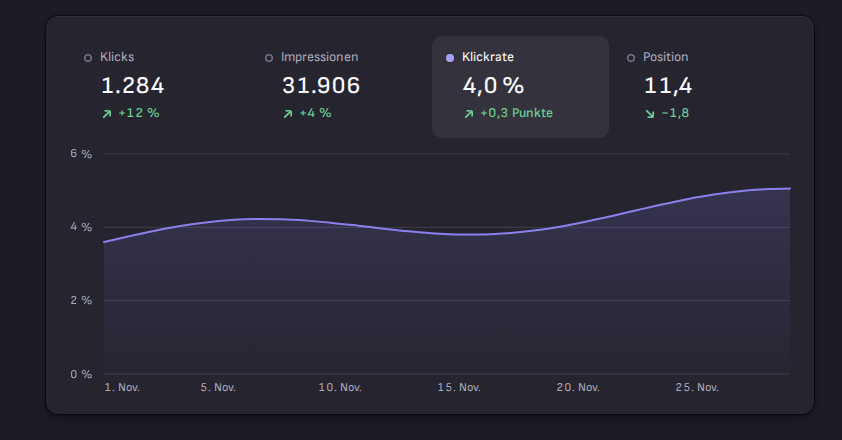 Klicks
1.284
+12 %
Impressionen
31.906
+4 %
Klickrate
4,0 %
+0,3 Punkte
Position
11,4
−1,8
6 %
4 %
2 %
0 %
1. Nov.
5. Nov.
10. Nov.
15. Nov.
20. Nov.
25. Nov.